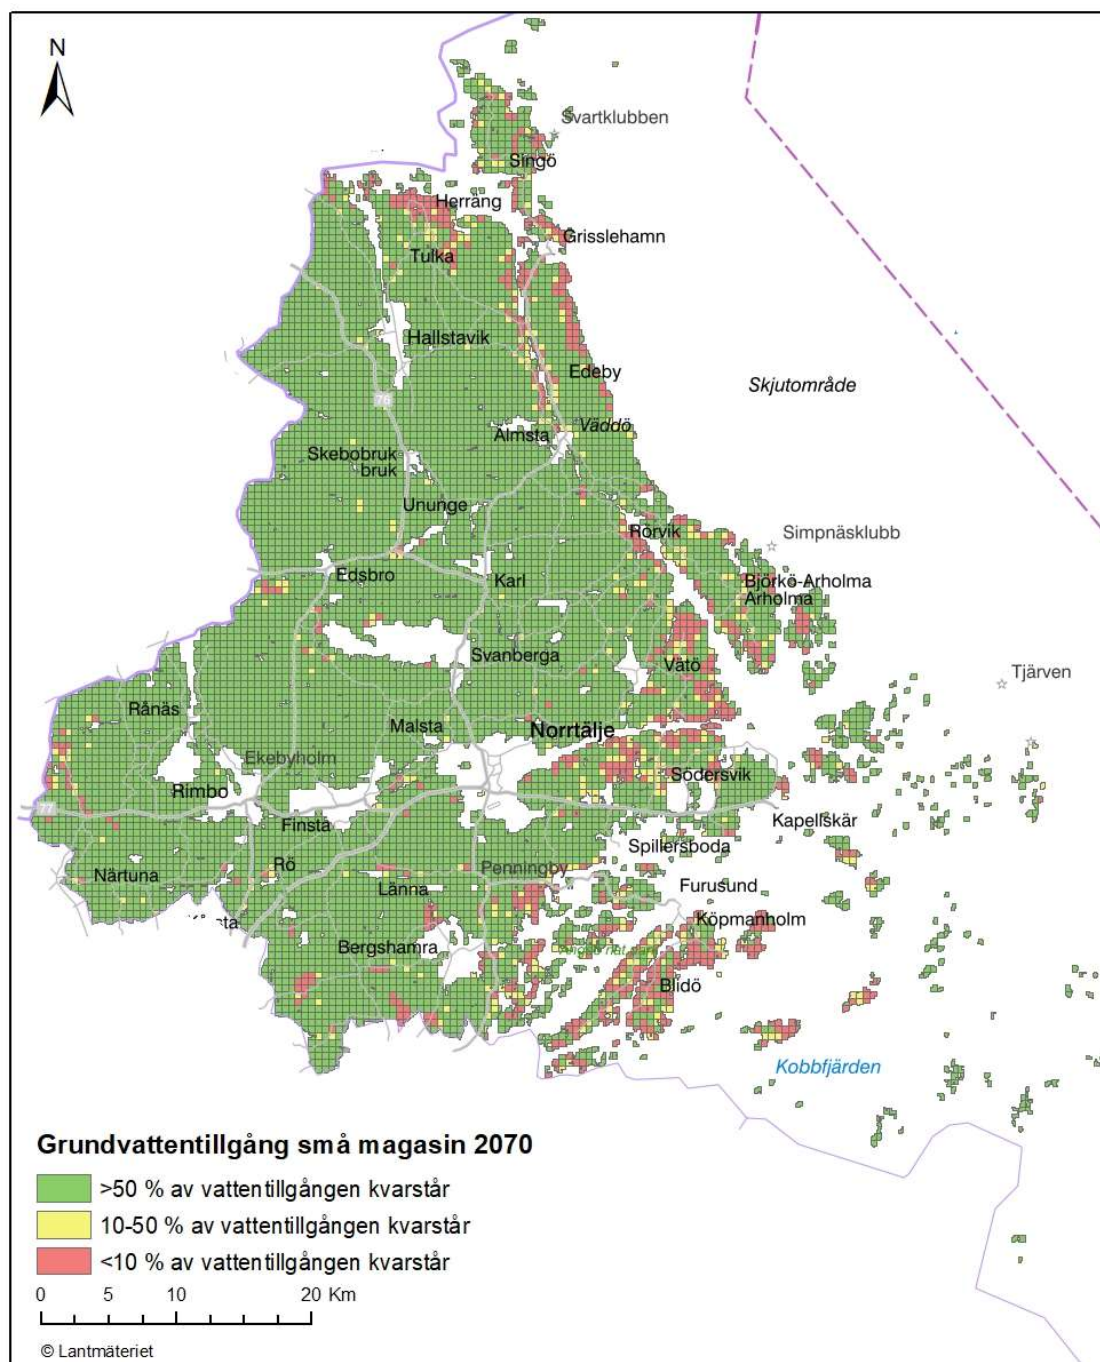 N
Svartklubben
Singö
Herräng
Grisslehamn
Tulka
Hallstavik
Edeby
Skjutområde
76
Älmsta
Väddö
Skebobruk
bruk
Ununge
Rörvik
Simpnäsklubb
Edsbro
Karl
Björkö-Arholma
Arholma
Svanberga
Vätö
Tjärven
Rånäs
Malsta
Norrtälje
Ekebyholm
Södersvik
Rimbo
77
Kapellskär
Finsta
Spillersboda
Rö
Penningby
Närtuna
Länna
Furusund
Köpmanholm
Bergshamra
Blidö
Kobbfjärden
Grundvattentillgång små magasin 2070
>50 % av vattentillgången kvarstår
10-50 % av vattentillgången kvarstår
<10 % av vattentillgången kvarstår
0 5 10 20 Km
© Lantmäteriet